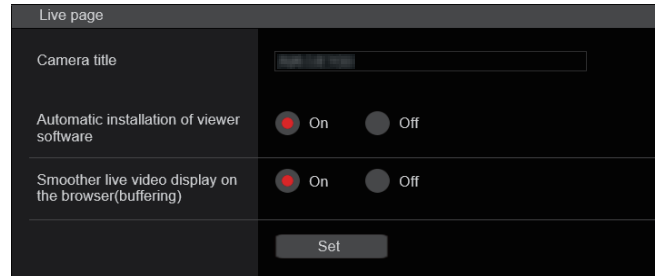 Live page
Camera title
Automatic installation of viewer
software
On Off
Smoother live video display on
the browser(buffering)
On Off
Set